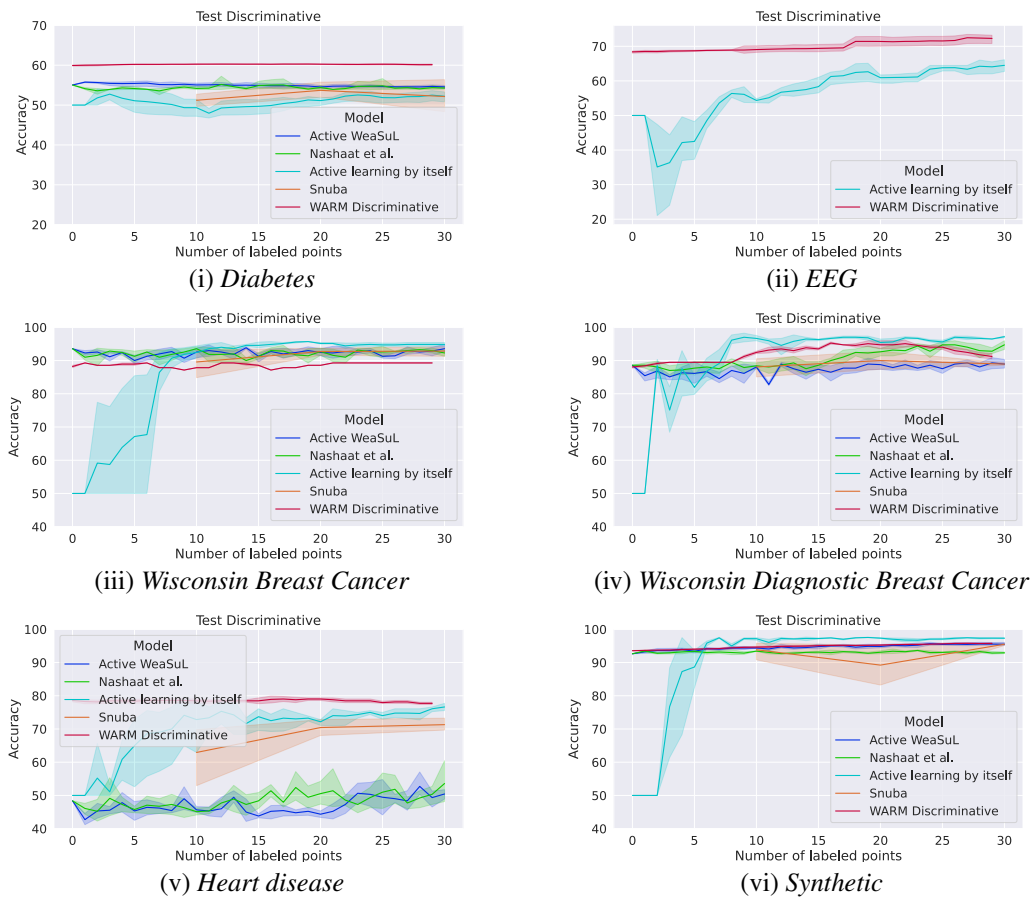 Test Discriminative
70
60
50
40
30
20
Accuracy
Model
Active WeaSuL
Nashaat et al.
Active learning by itself
Snuba
WARM Discriminative
0 5 10 15 20 25 30
Number of labeled points
(i) Diabetes
Test Discriminative
70
60
50
40
30
20
Accuracy
Model
Active learning by itself
WARM Discriminative
0 5 10 15 20 25 30
Number of labeled points
(ii) EEG
Test Discriminative
100
90
80
70
60
50
40
Accuracy
Model
Active WeaSuL
Nashaat et al.
Active learning by itself
Snuba
WARM Discriminative
0 5 10 15 20 25 30
Number of labeled points
(iii) Wisconsin Breast Cancer
Test Discriminative
100
90
80
70
60
50
40
Accuracy
Model
Active WeaSuL
Nashaat et al.
Active learning by itself
Snuba
WARM Discriminative
0 5 10 15 20 25 30
Number of labeled points
(iv) Wisconsin Diagnostic Breast Cancer
Test Discriminative
100
90
80
70
60
50
40
Accuracy
Model
Active WeaSuL
Nashaat et al.
Active learning by itself
Snuba
WARM Discriminative
0 5 10 15 20 25 30
Number of labeled points
(v) Heart disease
Test Discriminative
100
90
80
70
60
50
40
Accuracy
Model
Active WeaSuL
Nashaat et al.
Active learning by itself
Snuba
WARM Discriminative
0 5 10 15 20 25 30
Number of labeled points
(vi) Synthetic